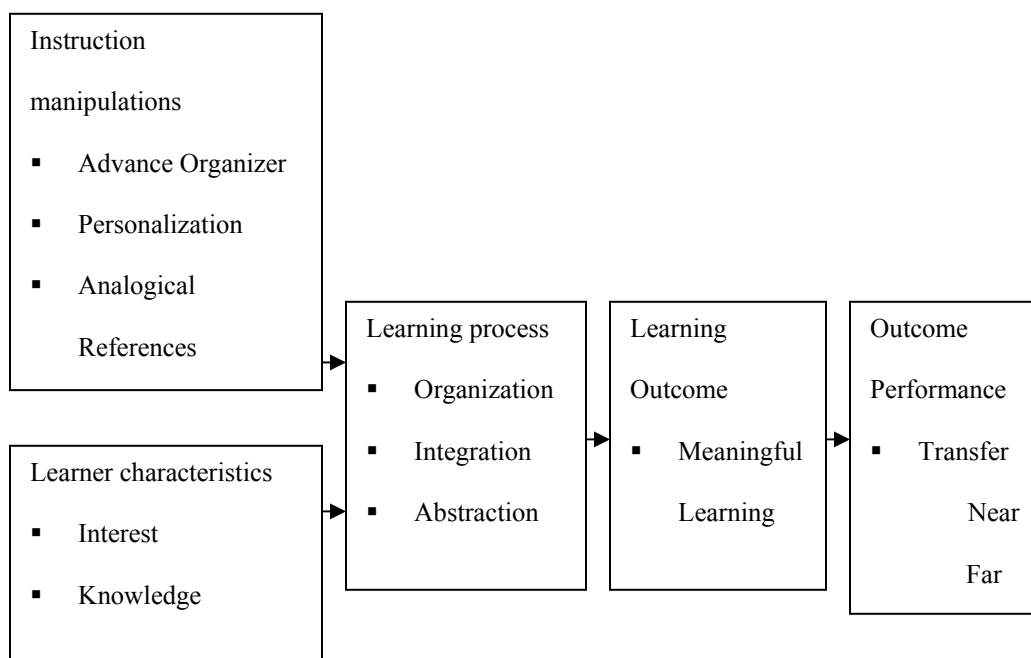 Instruction
manipulations
▪ Advance Organizer
▪ Personalization
▪ Analogical
References
Learner characteristics
▪ Interest
▪ Knowledge
Learning process
▪ Organization
▪ Integration
▪ Abstraction
Learning
Outcome
▪ Meaningful
Learning
Outcome
Performance
▪ Transfer
Near
Far